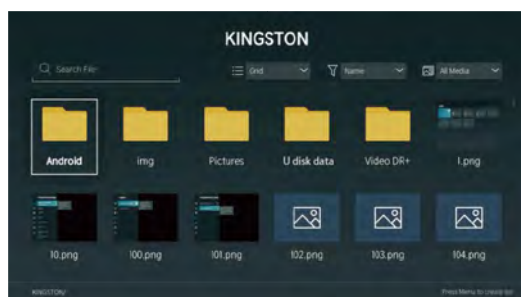 KINGSTON
Search File
Grid
Name
All Media
Android
img
Pictures
U disk data
Video DR+
1.png
10.png
100.png
101.png
102.png
103.png
104.png
KINGSTON/
Press Menu to create list